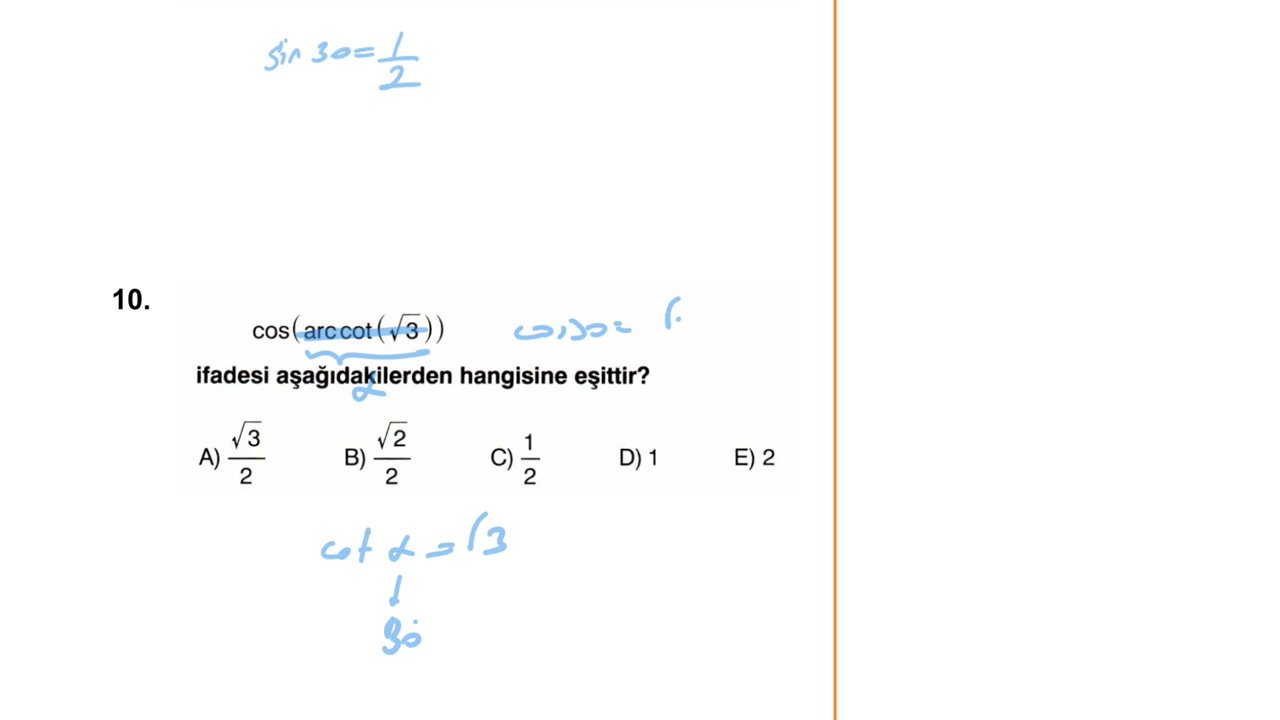 sin 30 = 1/2
10.
cos(arc cot(√3))
cos30 = √
α
ifadesi aşağıdakilerden hangisine eşittir?
A) √3/2 B) √2/2 C) 1/2 D) 1 E) 2
cot α = √3
↓
30°